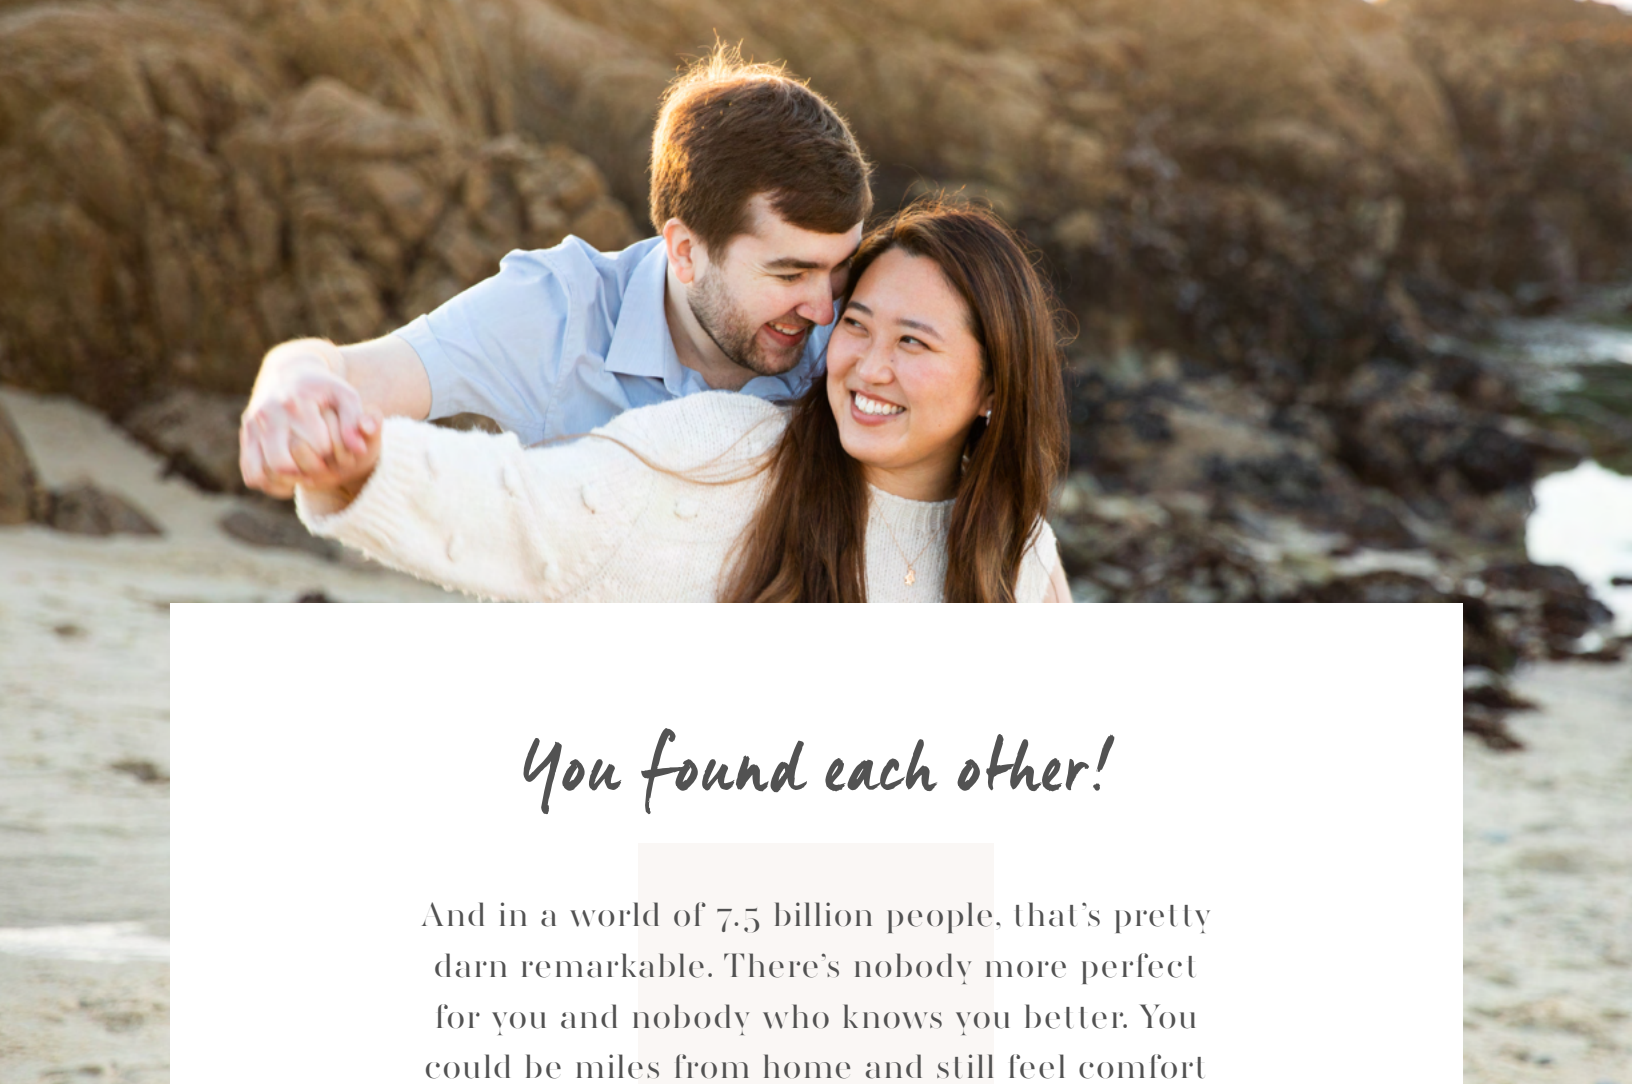 You found each other!
And in a world of 7.5 billion people, that’s pretty
darn remarkable. There’s nobody more perfect
for you and nobody who knows you better. You
could be miles from home and still feel comfort